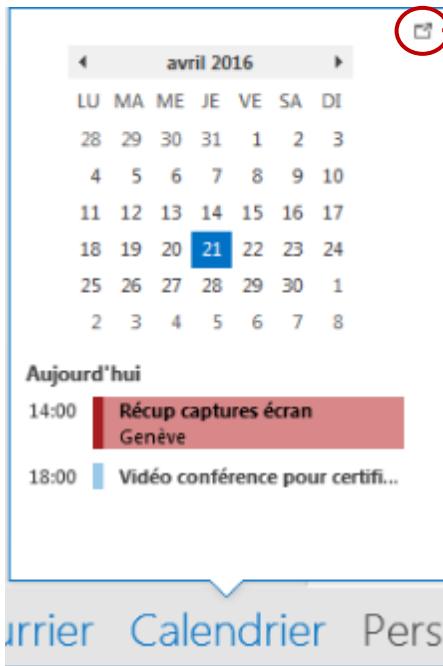 avril 2016
LU MA ME JE VE SA DI
28 29 30 31 1 2 3
4 5 6 7 8 9 10
11 12 13 14 15 16 17
18 19 20 21 22 23 24
25 26 27 28 29 30 1
2 3 4 5 6 7 8
Aujourd'hui
14:00 Récup captures écran
Genève
18:00 Vidéo conférence pour certifi...
urrier Calendrier Pers